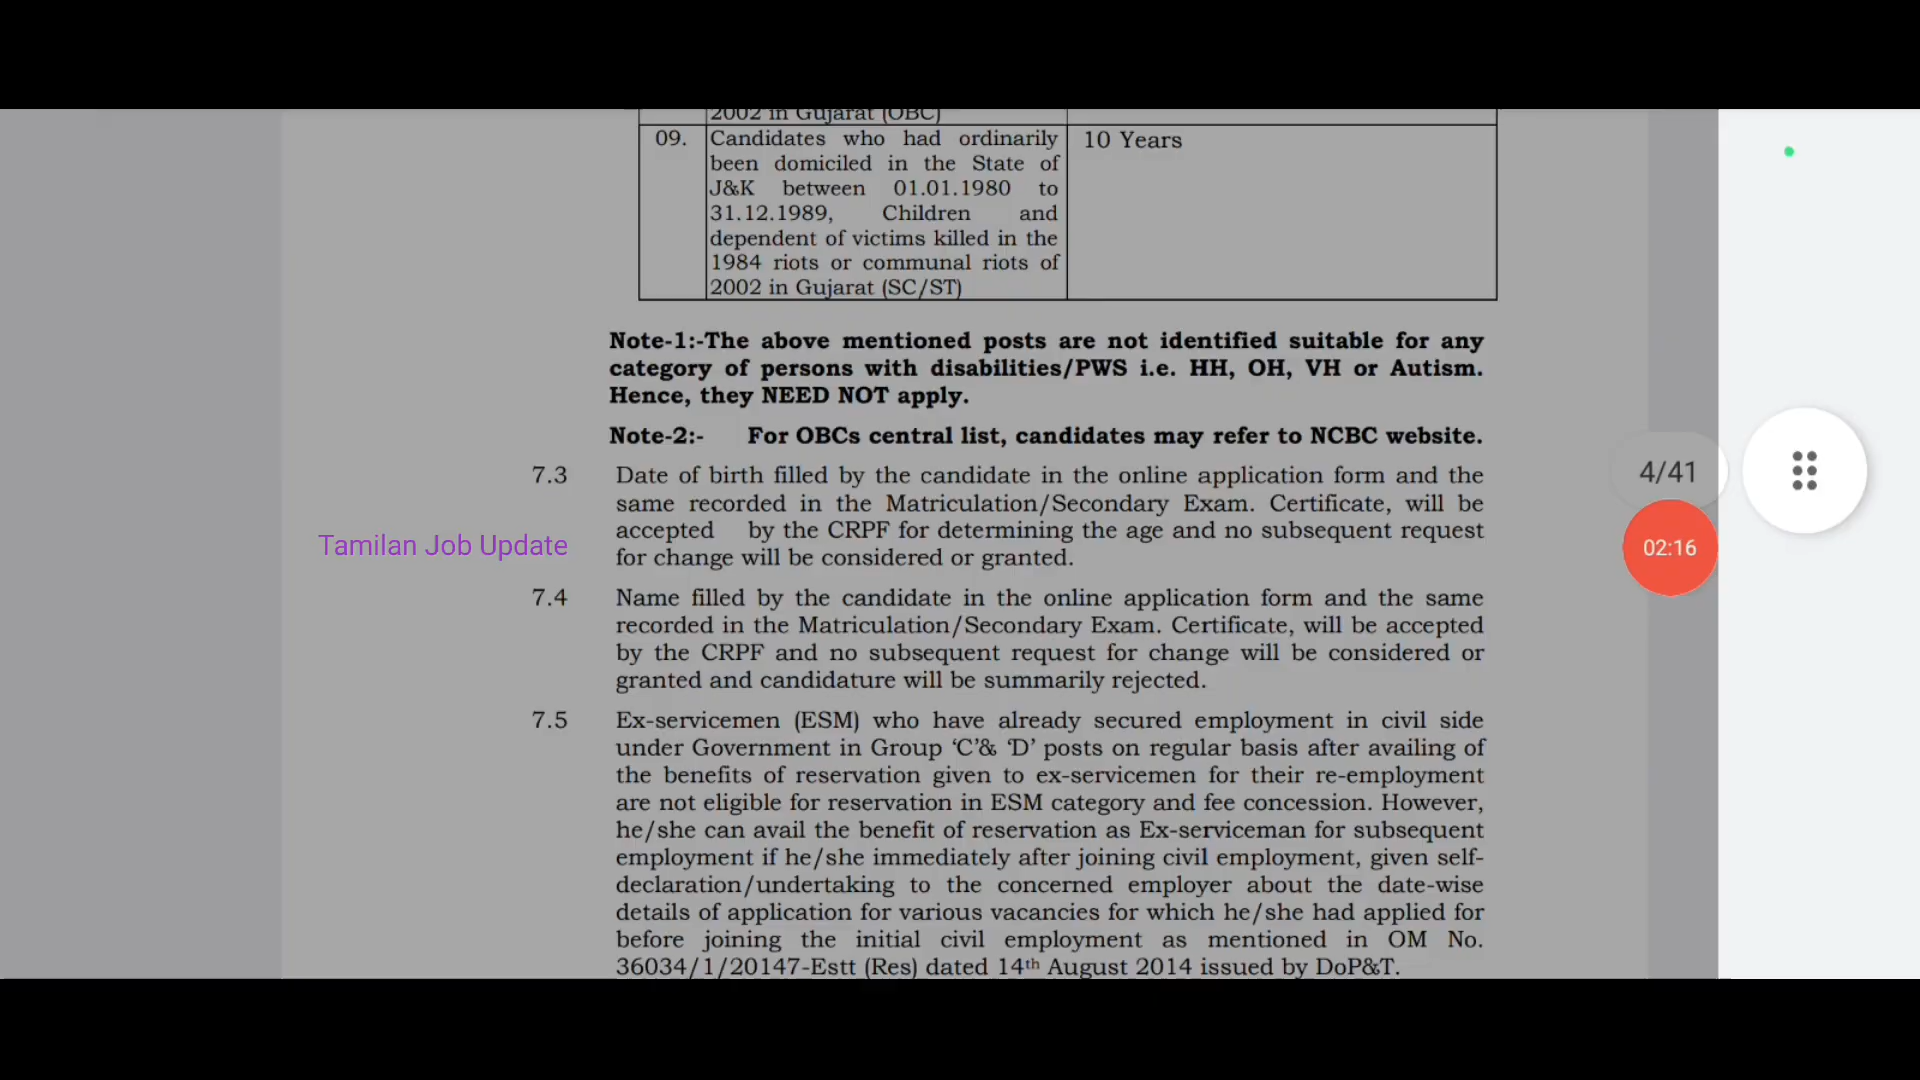 2002 in Gujarat (OBC)
09. Candidates who had ordinarily 10 Years
been domiciled in the State of
J&K between 01.01.1980 to
31.12.1989, Children and
dependent of victims killed in the
1984 riots or communal riots of
2002 in Gujarat (SC/ST)
Note-1:-The above mentioned posts are not identified suitable for any
category of persons with disabilities/PWS i.e. HH, OH, VH or Autism.
Hence, they NEED NOT apply.
Note-2:- For OBCs central list, candidates may refer to NCBC website.
7.3 Date of birth filled by the candidate in the online application form and the
same recorded in the Matriculation/Secondary Exam. Certificate, will be
accepted by the CRPF for determining the age and no subsequent request
for change will be considered or granted.
Tamilan Job Update
7.4 Name filled by the candidate in the online application form and the same
recorded in the Matriculation/Secondary Exam. Certificate, will be accepted
by the CRPF and no subsequent request for change will be considered or
granted and candidature will be summarily rejected.
7.5 Ex-servicemen (ESM) who have already secured employment in civil side
under Government in Group ‘C’& ‘D’ posts on regular basis after availing of
the benefits of reservation given to ex-servicemen for their re-employment
are not eligible for reservation in ESM category and fee concession. However,
he/she can avail the benefit of reservation as Ex-serviceman for subsequent
employment if he/she immediately after joining civil employment, given self-
declaration/undertaking to the concerned employer about the date-wise
details of application for various vacancies for which he/she had applied for
before joining the initial civil employment as mentioned in OM No.
36034/1/20147-Estt (Res) dated 14th August 2014 issued by DoP&T.
4/41
02:16